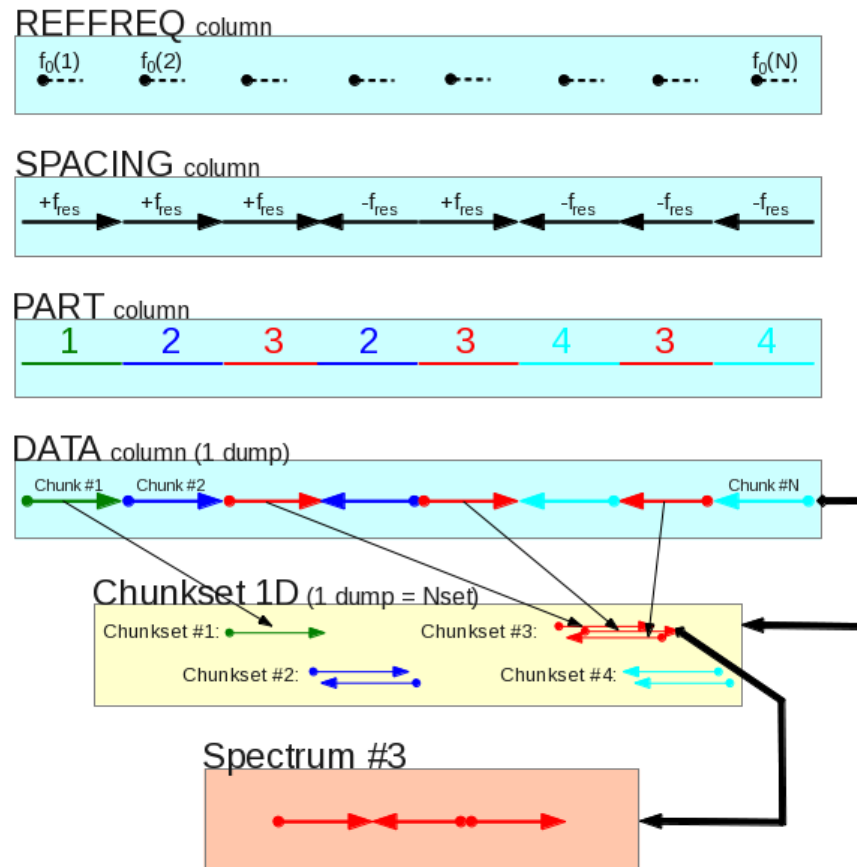 REFFREQ column
f0(1) f0(2) f0(N)
SPACING column
+fres +fres +fres -fres +fres -fres -fres -fres
PART column
1 2 3 2 3 4 3 4
DATA column (1 dump)
Chunk #1 Chunk #2 Chunk #N
Chunkset 1D (1 dump = Nset)
Chunkset #1: Chunkset #3:
Chunkset #2: Chunkset #4:
Spectrum #3